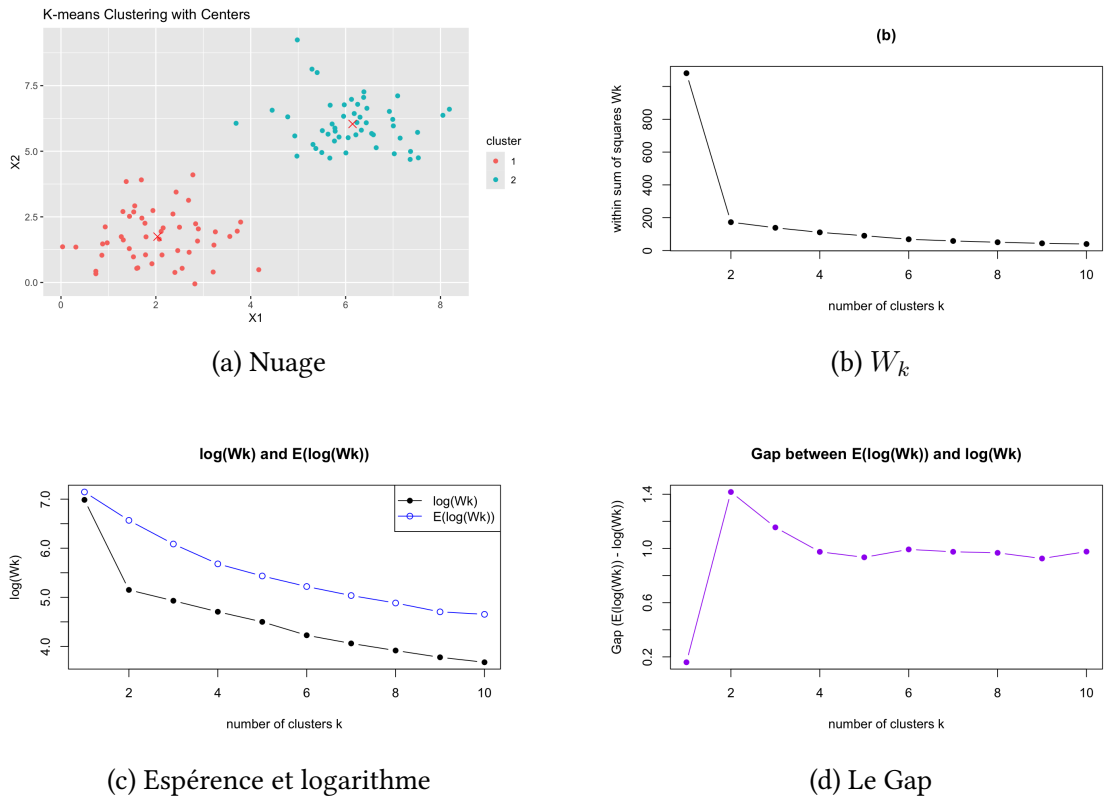 K-means Clustering with Centers
7.5
5.0
2.5
0.0
X2
0 2 4 6 8
X1
cluster
1
2
(a) Nuage
(b)
within sum of squares Wk
0 200 400 600 800
2 4 6 8 10
number of clusters k
(b) Wk
log(Wk) and E(log(Wk))
log(Wk)
4.0 5.0 6.0 7.0
log(Wk)
E(log(Wk))
2 4 6 8 10
number of clusters k
(c) Espérence et logarithme
Gap between E(log(Wk)) and log(Wk)
Gap (E(log(Wk)) - log(Wk))
0.2 0.6 1.0 1.4
2 4 6 8 10
number of clusters k
(d) Le Gap